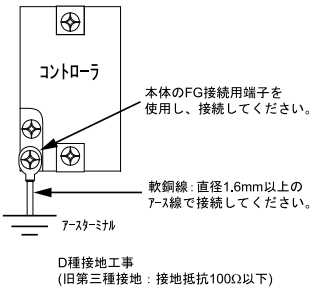 コントローラ
本体のFG接続用端子を
使用し、接続してください。
軟銅線：直径1.6mm以上の
ｱｰｽ線で接続してください。
ｱｰｽﾀｰﾐﾅﾙ
D種接地工事
(旧第三種接地：接地抵抗100Ω以下)